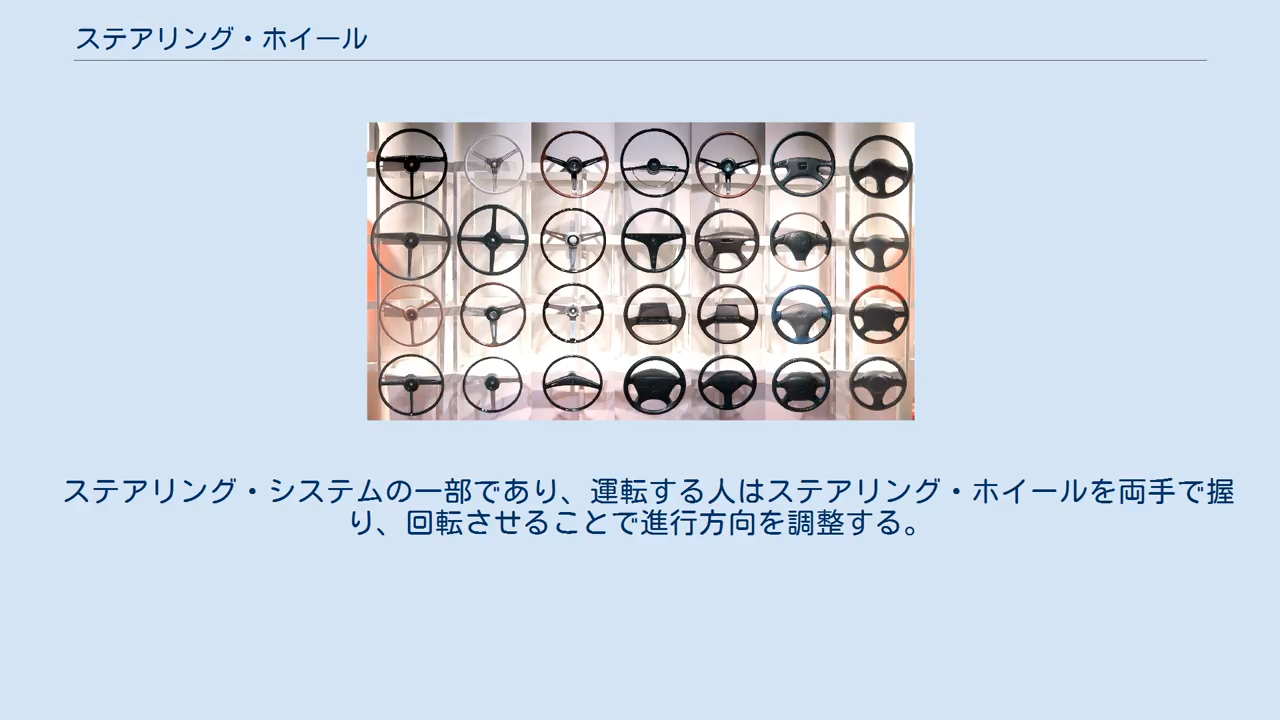 ステアリング・ホイール
ステアリング・システムの一部であり、運転する人はステアリング・ホイールを両手で握
り、回転させることで進行方向を調整する。